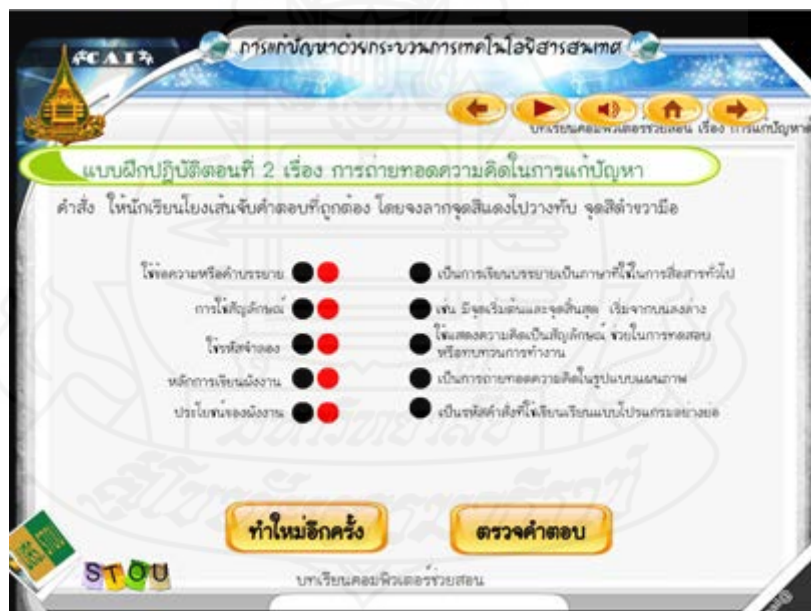 CAI
การแก้ปัญหาด้วยกระบวนการเทคโนโลยีสารสนเทศ
บทเรียนคอมพิวเตอร์ช่วยสอน เรื่อง การแก้ปัญหาด้
แบบฝึกปฏิบัติตอนที่ 2 เรื่อง การถ่ายทอดความคิดในการแก้ปัญหา
คำสั่ง ให้นักเรียนโยงเส้นจับคำตอบที่ถูกต้อง โดยจงลากจุดสีแดงไปวางทับ จุดสีดำขวามือ
ใช้ข้อความหรือคำบรรยาย
เป็นการเขียนบรรยายเป็นภาษาที่ใช้ในการสื่อสารทั่วไป
การใช้สัญลักษณ์
เช่น มีจุดเริ่มต้นและจุดสิ้นสุด เริ่มจากบนลงล่าง
ใช้รหัสจำลอง
ใช้แสดงความคิดเป็นสัญลักษณ์ ช่วยในการทดสอบ
หรือทบทวนการทำงาน
หลักการเขียนผังงาน
เป็นการถ่ายทอดความคิดในรูปแบบแผนภาพ
ประโยชน์ของผังงาน
เป็นรหัสคำสั่งที่ใช้เขียนเรียนแบบโปรแกรมอย่างย่อ
ทำใหม่อีกครั้ง
ตรวจคำตอบ
STOU
บทเรียนคอมพิวเตอร์ช่วยสอน